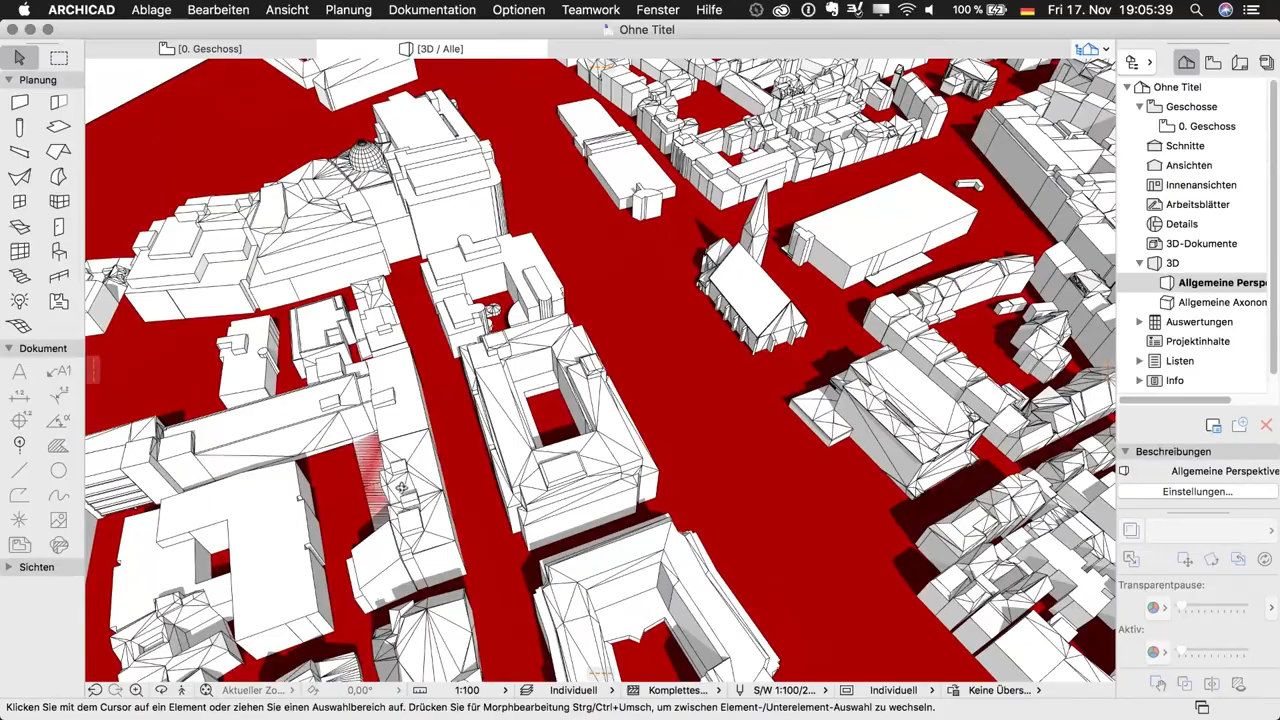 ARCHICAD Ablage Bearbeiten Ansicht Planung Dokumentation Optionen Teamwork Fenster Hilfe 100 % Fri 17. Nov 19:05:39
Ohne Titel
[0. Geschoss]
[3D / Alle]
Planung
Dokument
A
A1
1.2
Sichten
Ohne Titel
Geschosse
0. Geschoss
Schnitte
Ansichten
Innenansichten
Arbeitsblätter
Details
3D-Dokumente
3D
Allgemeine Persp
Allgemeine Axonon
Auswertungen
Projektinhalte
Listen
Info
Beschreibungen
Allgemeine Perspektive
Einstellungen...
Transparentpause:
Aktiv:
Aktueller Zo... 0,00° 1:100 Individuell Komplettes... S/W 1:100/2... Individuell Keine Übers...
Klicken Sie mit dem Cursor auf ein Element oder ziehen Sie einen Auswahlbereich auf. Drücken Sie für Morphbearbeitung Strg/Ctrl+Umsch, um zwischen Element-/Unterelement-Auswahl zu wechseln.